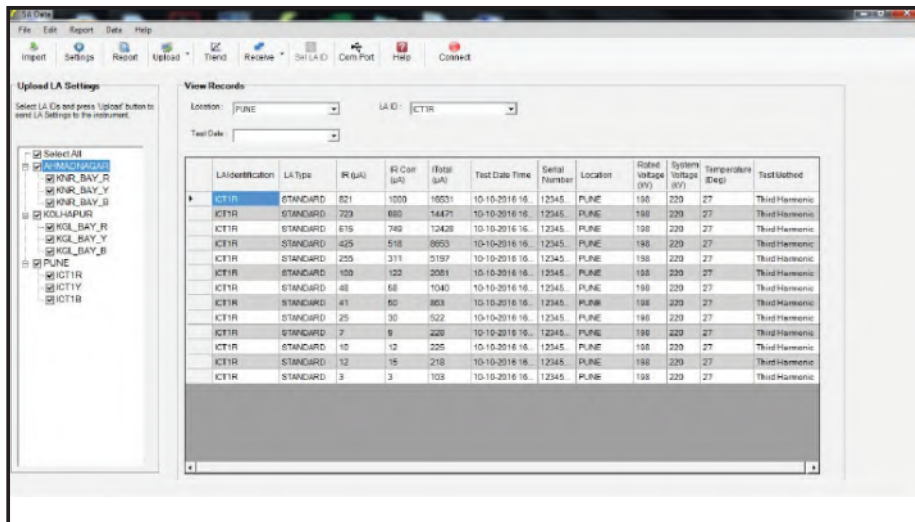 SA Data
File Edit Report Data Help
Import Settings Report Upload Trend Receive Set LA ID Com Port Help Connect
Upload LA Settings
Select LA IDs and press 'Upload' button to
send LA Settings to the instrument.
Select All
AHMADNAGAR
KNR_BAY_R
KNR_BAY_Y
KNR_BAY_B
KOLHAPUR
KGL_BAY_R
KGL_BAY_Y
KGL_BAY_B
PUNE
ICT1R
ICT1Y
ICT1B
View Records
Location : PUNE LA ID : ICT1R
Test Date :
LAIdentification LA Type IR (µA) IR Corr (µA) ITotal (µA) Test Date Time Serial Number Location Rated Voltage (kV) System Voltage (kV) Temperature (Deg) Test Method
ICT1R STANDARD 821 1000 16531 10-10-2016 16... 12345... PUNE 198 220 27 Third Harmonic
ICT1R STANDARD 723 880 14471 10-10-2016 16... 12345... PUNE 198 220 27 Third Harmonic
ICT1R STANDARD 615 749 12428 10-10-2016 16... 12345... PUNE 198 220 27 Third Harmonic
ICT1R STANDARD 425 518 8653 10-10-2016 16... 12345... PUNE 198 220 27 Third Harmonic
ICT1R STANDARD 255 311 5197 10-10-2016 16... 12345... PUNE 198 220 27 Third Harmonic
ICT1R STANDARD 100 122 2081 10-10-2016 16... 12345... PUNE 198 220 27 Third Harmonic
ICT1R STANDARD 48 1040 10-10-2016 16... 12345... PUNE 198 220 27 Third Harmonic
ICT1R STANDARD 41 50 863 10-10-2016 16... 12345... PUNE 198 220 27 Third Harmonic
ICT1R STANDARD 25 30 522 10-10-2016 16... 12345... PUNE 198 220 27 Third Harmonic
ICT1R STANDARD 7 9 10-10-2016 16... 12345... PUNE 198 220 27 Third Harmonic
ICT1R STANDARD 10 12 225 10-10-2016 16... 12345... PUNE 198 220 27 Third Harmonic
ICT1R STANDARD 12 15 218 10-10-2016 16... 12345... PUNE 198 220 27 Third Harmonic
ICT1R STANDARD 3 3 103 10-10-2016 16... 12345... PUNE 198 220 27 Third Harmonic